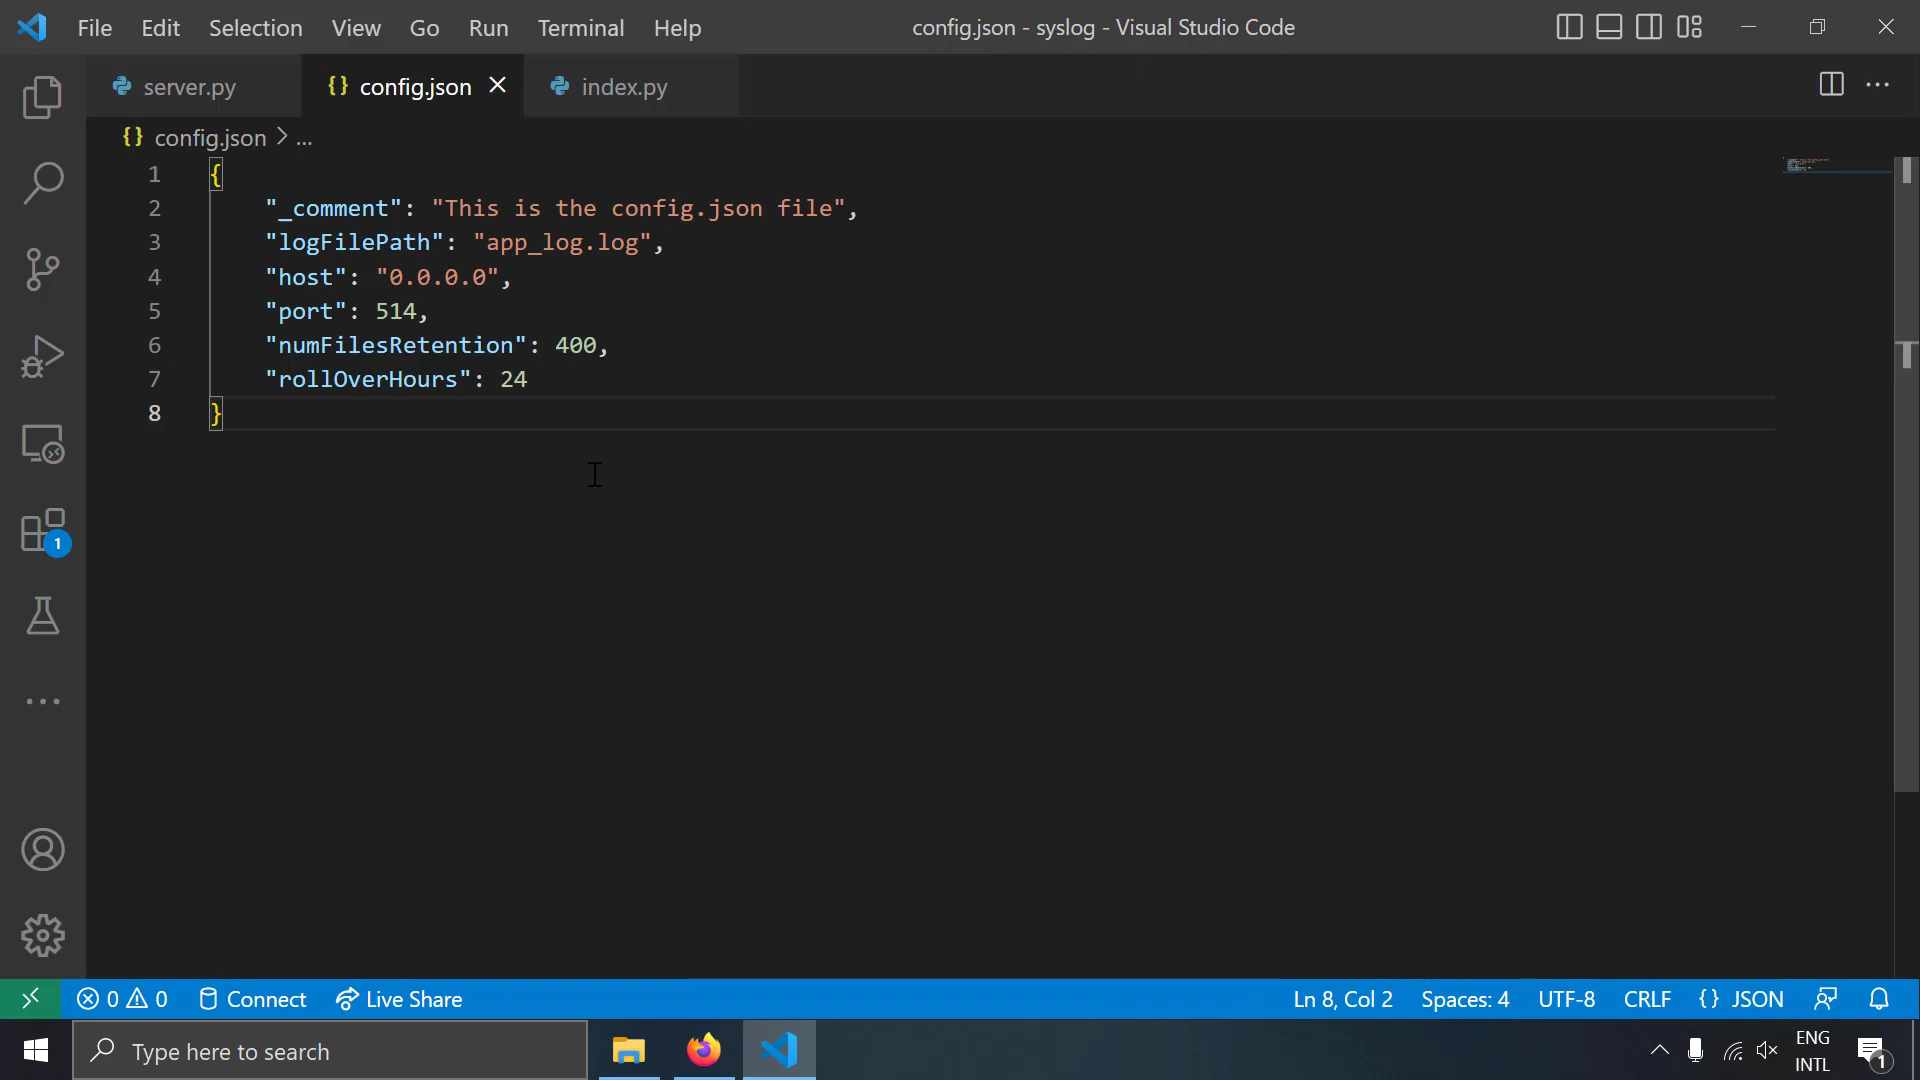 File Edit Selection View Go Run Terminal Help config.json - syslog - Visual Studio Code
server.py {} config.json index.py
{} config.json > ...
1 {
2 "_comment": "This is the config.json file",
3 "logFilePath": "app_log.log",
4 "host": "0.0.0.0",
5 "port": 514,
6 "numFilesRetention": 400,
7 "rollOverHours": 24
8 }
1
0 0 Connect Live Share Ln 8, Col 2 Spaces: 4 UTF-8 CRLF {} JSON
Type here to search ENG
INTL 1